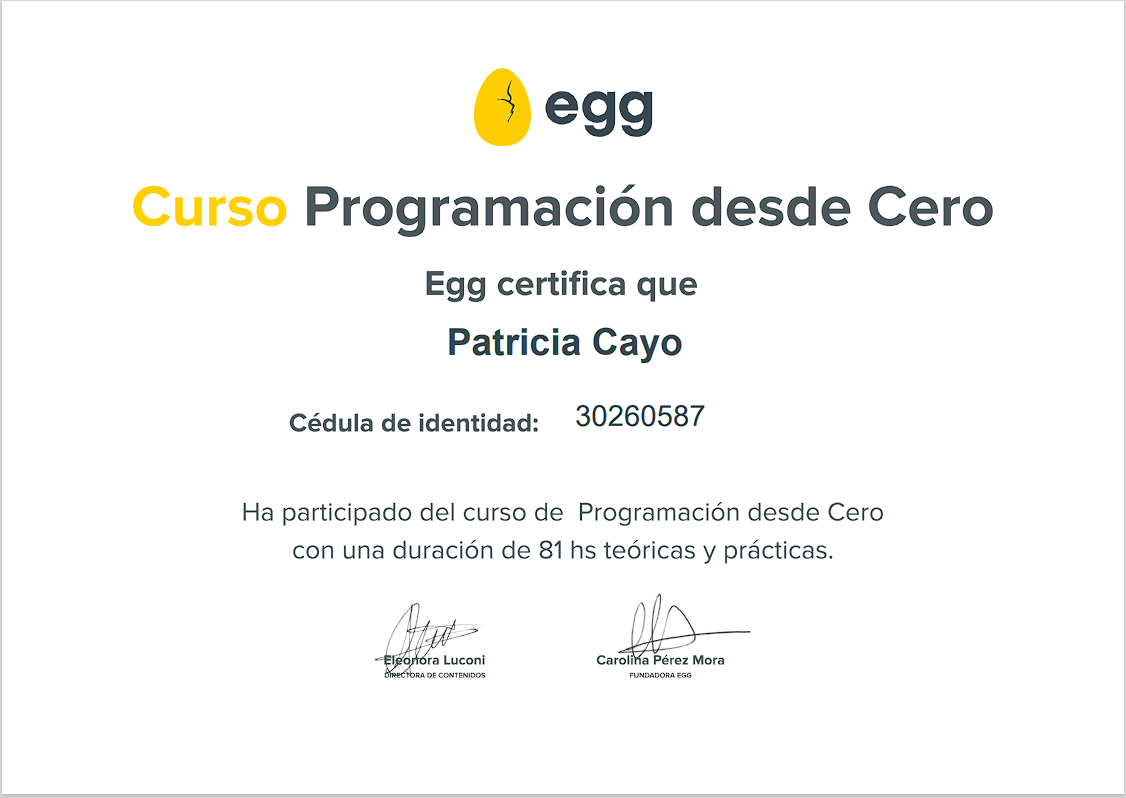 egg
Curso Programación desde Cero
Egg certifica que
Patricia Cayo
Cédula de identidad: 30260587
Ha participado del curso de Programación desde Cero
con una duración de 81 hs teóricas y prácticas.
Eleonora Luconi
DIRECTORA DE CONTENIDOS
Carolina Pérez Mora
FUNDADORA EGG